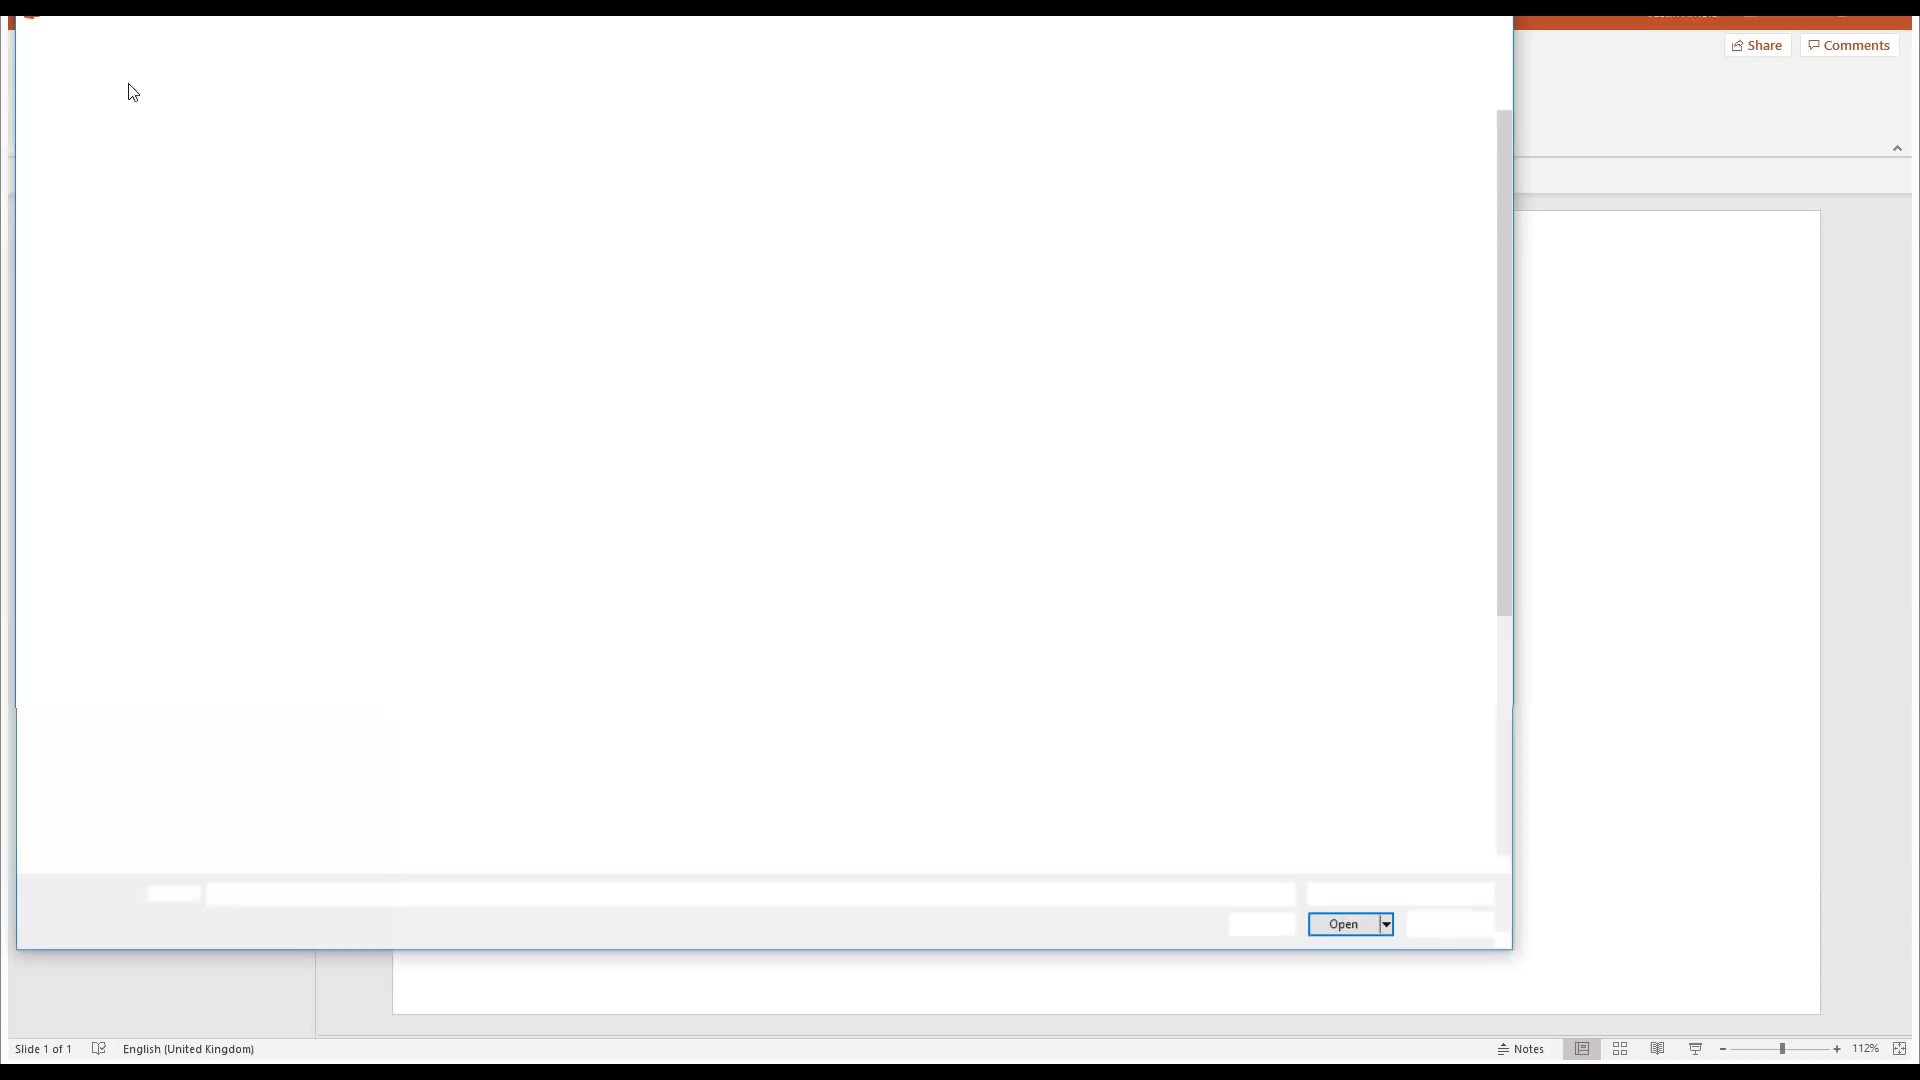 Share
Comments
Open
Slide 1 of 1
English (United Kingdom)
Notes
112%